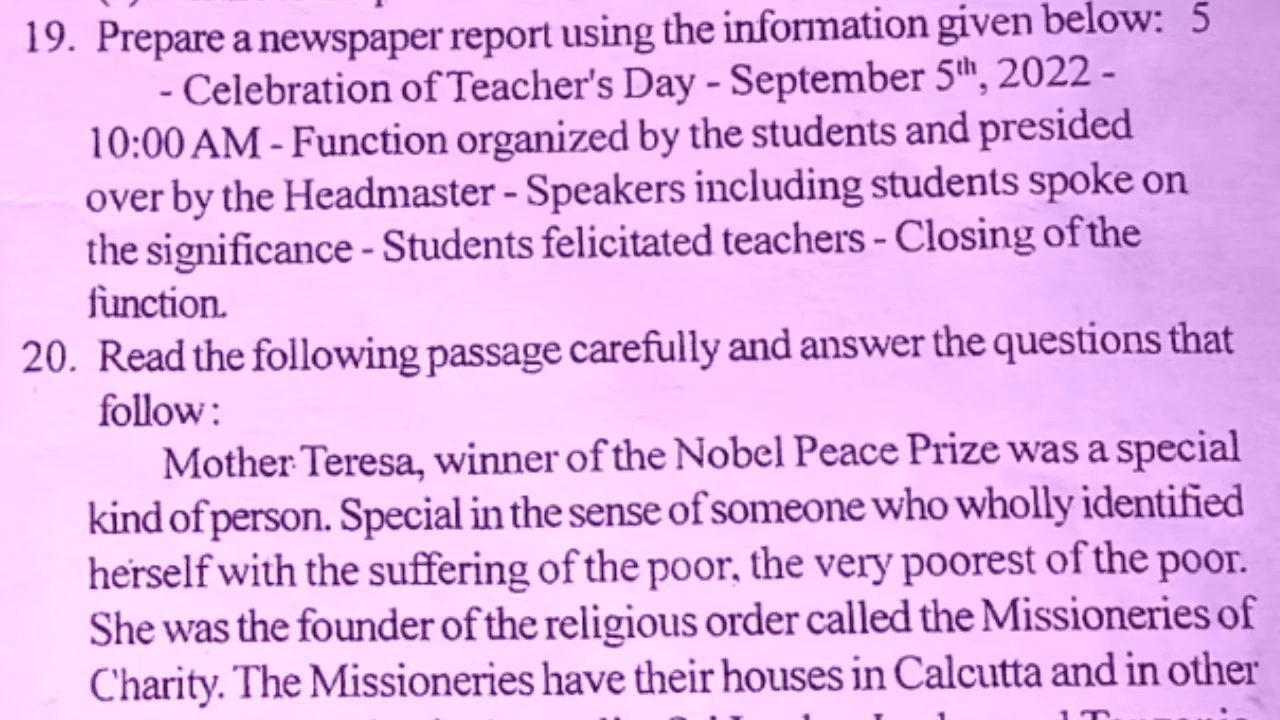 19. Prepare a newspaper report using the information given below: 5
- Celebration of Teacher's Day - September 5th, 2022 -
10:00 AM - Function organized by the students and presided
over by the Headmaster - Speakers including students spoke on
the significance - Students felicitated teachers - Closing of the
function.
20. Read the following passage carefully and answer the questions that
follow:
Mother Teresa, winner of the Nobel Peace Prize was a special
kind of person. Special in the sense of someone who wholly identified
herself with the suffering of the poor, the very poorest of the poor.
She was the founder of the religious order called the Missioneries of
Charity. The Missioneries have their houses in Calcutta and in other